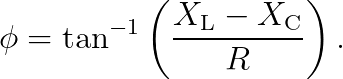 ϕ = tan⁻¹ ( (X_L − X_C) / R ) .